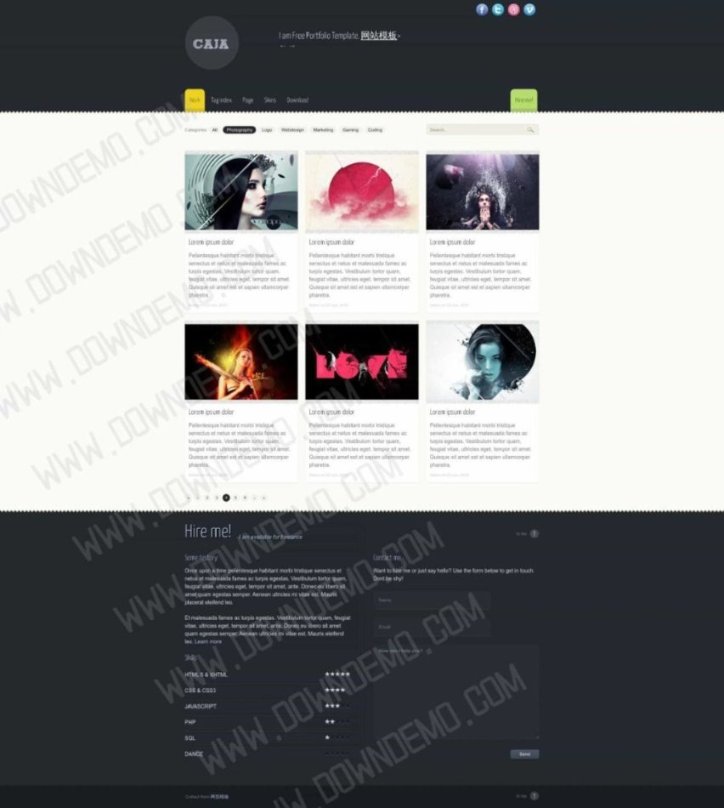 CAJA
I am Free Portfolio Template, 网站模板
Work Tag Index Page Skins Download
Hire me!
Categories All Photography Logo Webdesign Marketing Gaming Coding
Search...
Lorem ipsum dolor
Pellentesque habitant morbi tristique
senectus et netus et malesuada fames ac
turpis egestas. Vestibulum tortor quam,
feugiat vitae, ultricies eget, tempor sit amet.
Quisque sit amet est et sapien ullamcorper
pharetra.
Lorem ipsum dolor
Pellentesque habitant morbi tristique
senectus et netus et malesuada fames ac
turpis egestas. Vestibulum tortor quam,
feugiat vitae, ultricies eget, tempor sit amet.
Quisque sit amet est et sapien ullamcorper
pharetra.
Lorem ipsum dolor
Pellentesque habitant morbi tristique
senectus et netus et malesuada fames ac
turpis egestas. Vestibulum tortor quam,
feugiat vitae, ultricies eget, tempor sit amet.
Quisque sit amet est et sapien ullamcorper
pharetra.
LOVE
Lorem ipsum dolor
Pellentesque habitant morbi tristique
senectus et netus et malesuada fames ac
turpis egestas. Vestibulum tortor quam,
feugiat vitae, ultricies eget, tempor sit amet.
Quisque sit amet est et sapien ullamcorper
pharetra.
Lorem ipsum dolor
Pellentesque habitant morbi tristique
senectus et netus et malesuada fames ac
turpis egestas. Vestibulum tortor quam,
feugiat vitae, ultricies eget, tempor sit amet.
Quisque sit amet est et sapien ullamcorper
pharetra.
Lorem ipsum dolor
Pellentesque habitant morbi tristique
senectus et netus et malesuada fames ac
turpis egestas. Vestibulum tortor quam,
feugiat vitae, ultricies eget, tempor sit amet.
Quisque sit amet est et sapien ullamcorper
pharetra.
Hire me! I am available for freelance
Some history
Once upon a time pellentesque habitant morbi tristique senectus et
netus et malesuada fames ac turpis egestas. Vestibulum tortor quam,
feugiat vitae, ultricies eget, tempor sit amet, ante. Donec eu libero sit
amet quam egestas semper. Aenean ultricies mi vitae est. Mauris
placerat eleifend leo.
Et malesuada fames ac turpis egestas. Vestibulum tortor quam, feugiat
vitae, ultricies eget, tempor sit amet, ante. Donec eu libero sit amet
quam egestas semper. Aenean ultricies mi vitae est. Mauris eleifend
leo. Learn more
Skills
HTML 5 & XHTML ★★★★★
CSS & CSS3 ★★★★
JAVASCRIPT ★★★
PHP ★★
SQL ★
DANCE
Contact me
Want to hire me or just say hello? Use the form below to get in touch.
Dont be shy!
Name
Email
Send
WWW.DOWNDEMO.COM
WWW.DOWNDEMO.COM
WWW.DOWNDEMO.COM
WWW.DOWNDEMO.COM
WWW.DOWNDEMO.COM
WWW.DOWNDEMO.COM